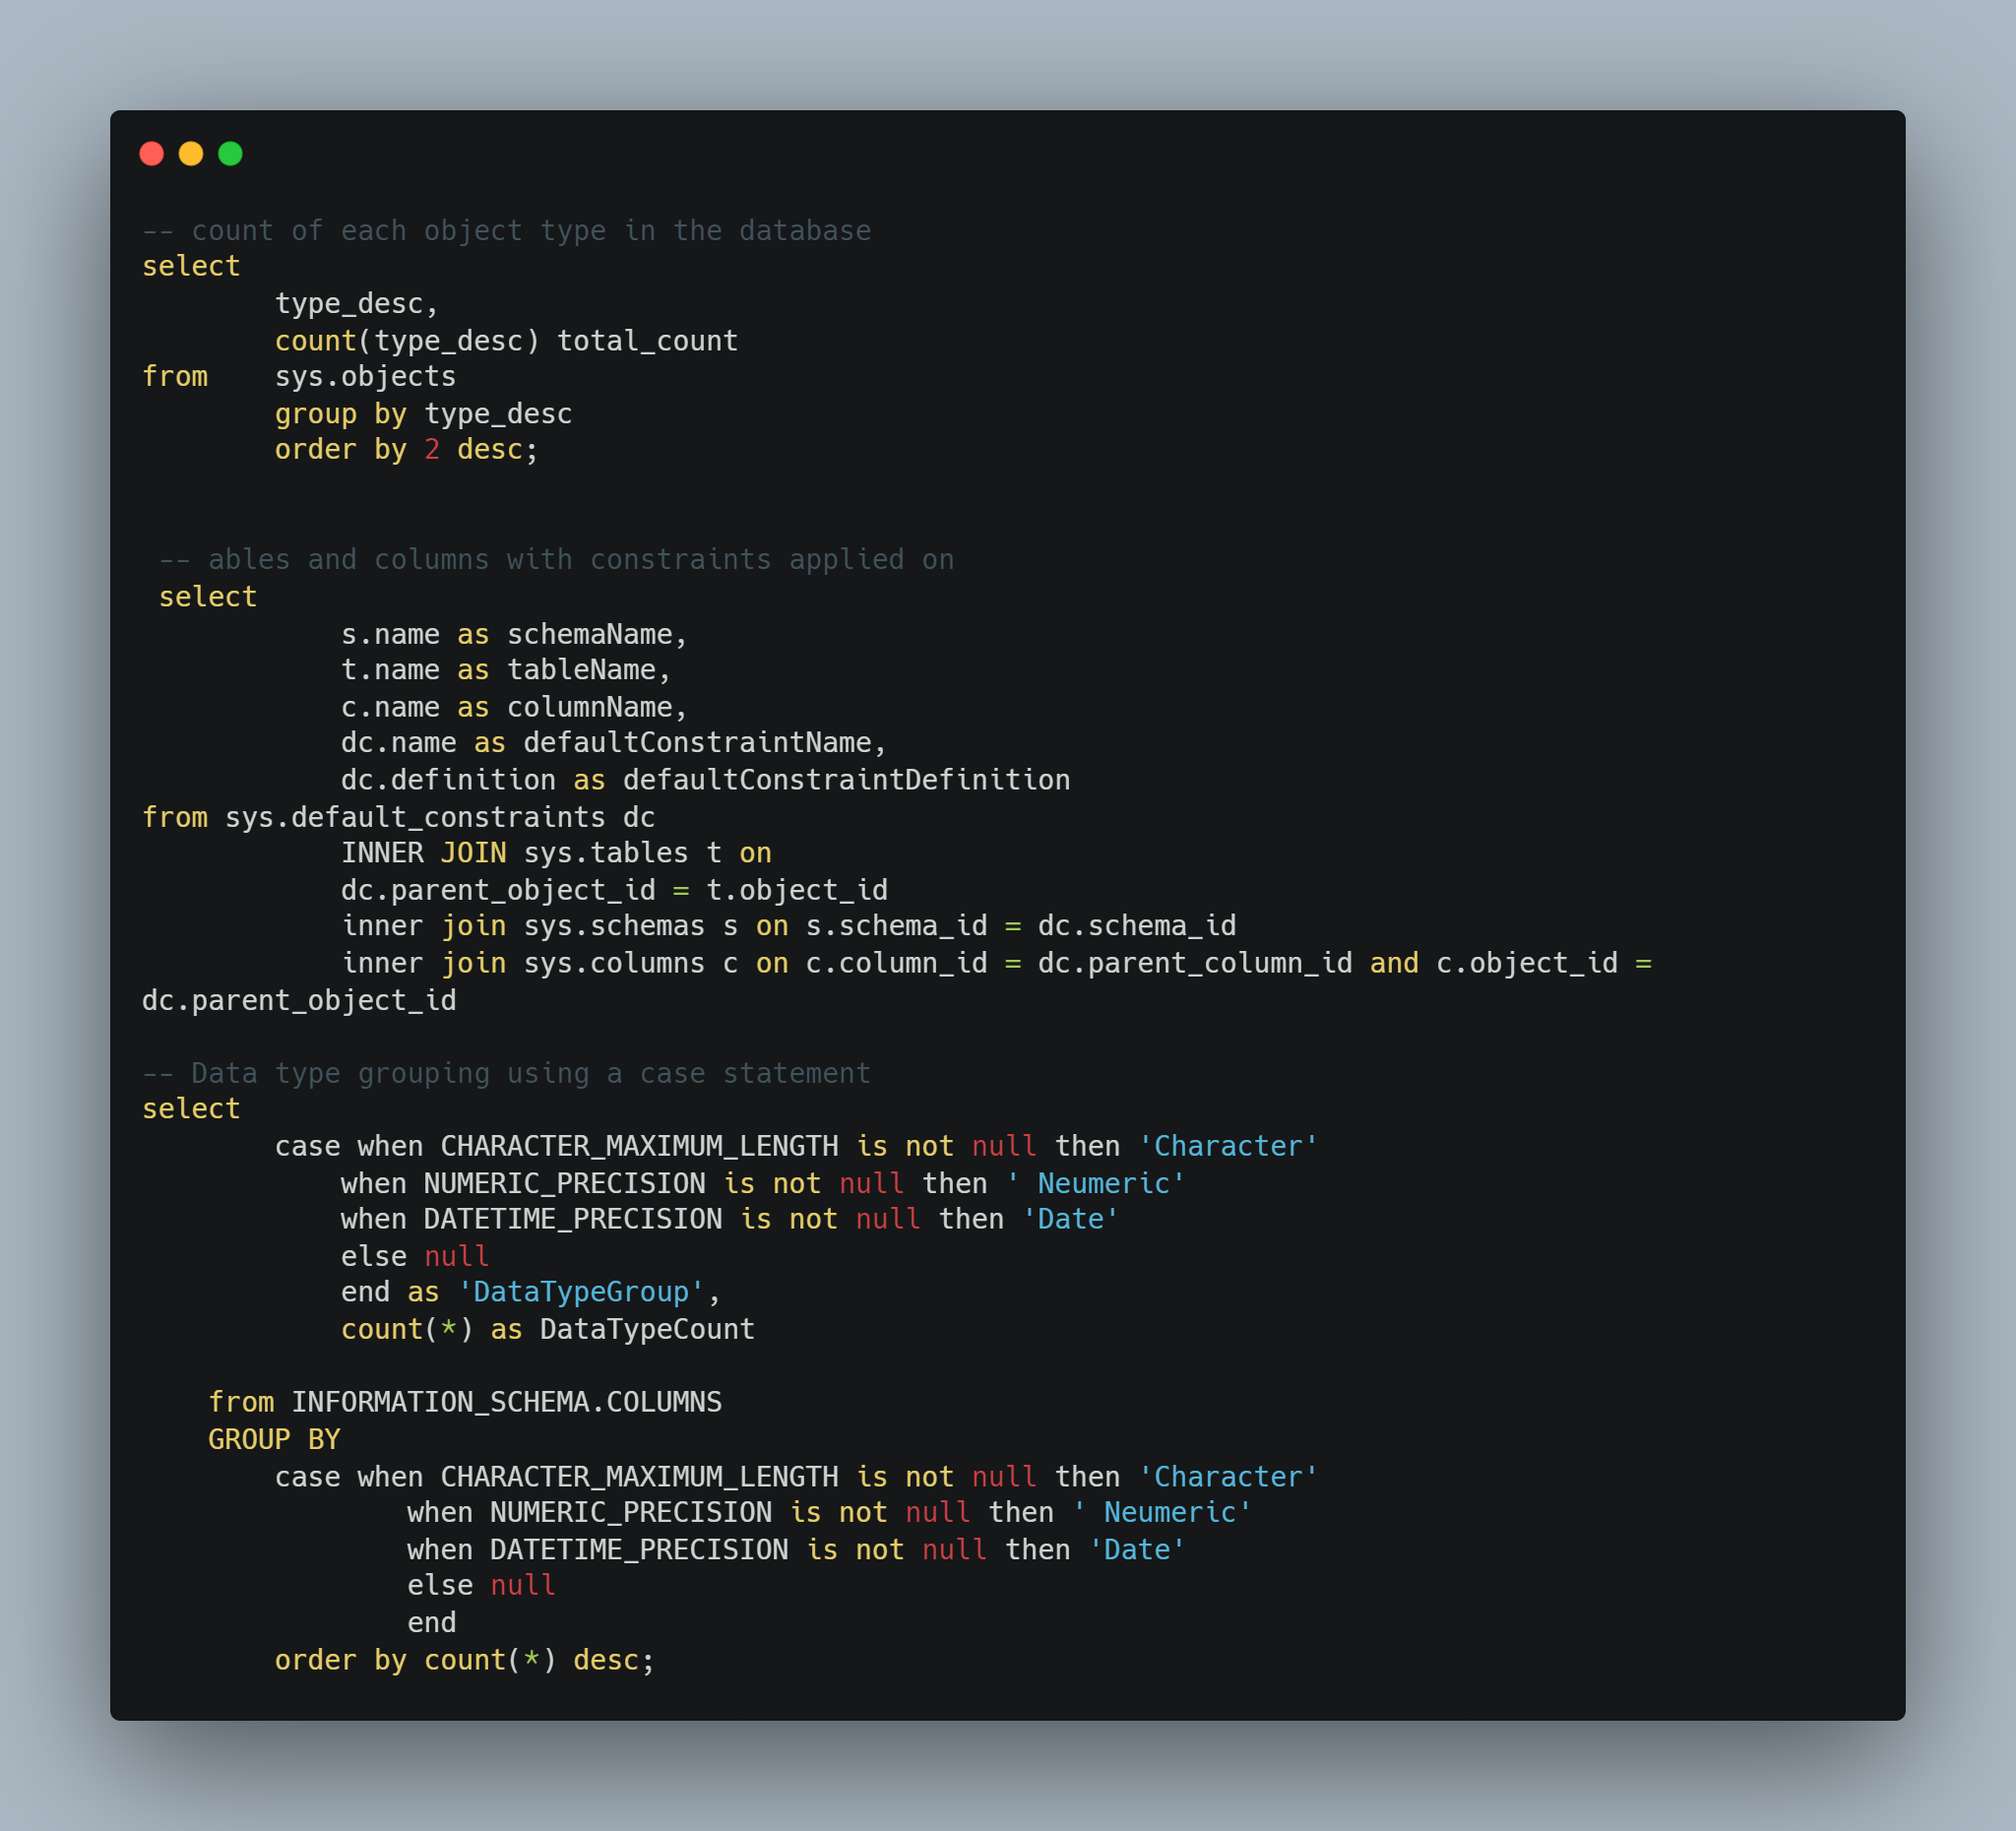 -- count of each object type in the database
select
        type_desc,
        count(type_desc) total_count
from    sys.objects
        group by type_desc
        order by 2 desc;
 -- ables and columns with constraints applied on
 select
            s.name as schemaName,
            t.name as tableName,
            c.name as columnName,
            dc.name as defaultConstraintName,
            dc.definition as defaultConstraintDefinition
from sys.default_constraints dc
            INNER JOIN sys.tables t on
            dc.parent_object_id = t.object_id
            inner join sys.schemas s on s.schema_id = dc.schema_id
            inner join sys.columns c on c.column_id = dc.parent_column_id and c.object_id =
dc.parent_object_id
-- Data type grouping using a case statement
select
        case when CHARACTER_MAXIMUM_LENGTH is not null then 'Character'
            when NUMERIC_PRECISION is not null then ' Neumeric'
            when DATETIME_PRECISION is not null then 'Date'
            else null
            end as 'DataTypeGroup',
            count(*) as DataTypeCount
    from INFORMATION_SCHEMA.COLUMNS
    GROUP BY
        case when CHARACTER_MAXIMUM_LENGTH is not null then 'Character'
                when NUMERIC_PRECISION is not null then ' Neumeric'
                when DATETIME_PRECISION is not null then 'Date'
                else null
                end
        order by count(*) desc;